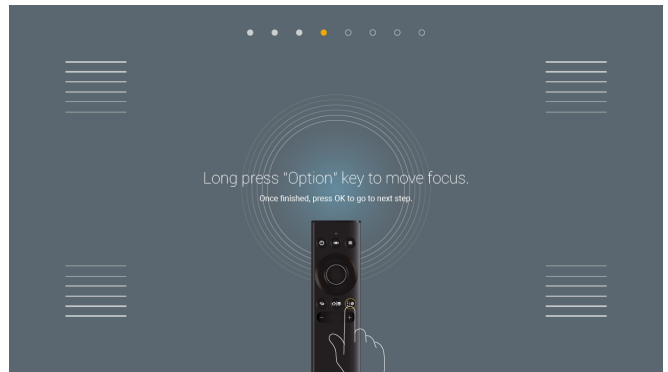 Long press "Option" key to move focus.
Once finished, press OK to go to next step.